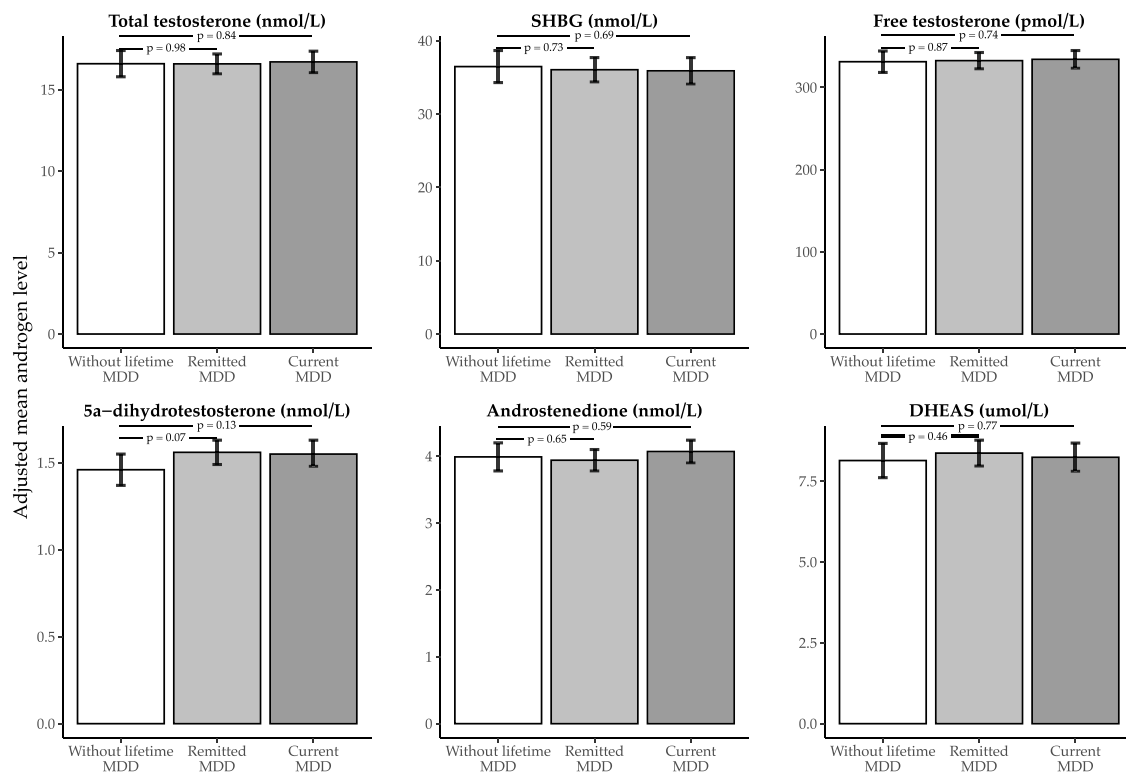 Total testosterone (nmol/L)
p = 0.84
p = 0.98
15
10
5
0
Without lifetime MDD
Remitted MDD
Current MDD
SHBG (nmol/L)
p = 0.69
p = 0.73
40
30
20
10
0
Without lifetime MDD
Remitted MDD
Current MDD
Free testosterone (pmol/L)
p = 0.74
p = 0.87
300
200
100
0
Without lifetime MDD
Remitted MDD
Current MDD
Adjusted mean androgen level
5a−dihydrotestosterone (nmol/L)
p = 0.13
p = 0.07
1.5
1.0
0.5
0.0
Without lifetime MDD
Remitted MDD
Current MDD
Androstenedione (nmol/L)
p = 0.59
p = 0.65
4
3
2
1
0
Without lifetime MDD
Remitted MDD
Current MDD
DHEAS (umol/L)
p = 0.77
p = 0.46
7.5
5.0
2.5
0.0
Without lifetime MDD
Remitted MDD
Current MDD